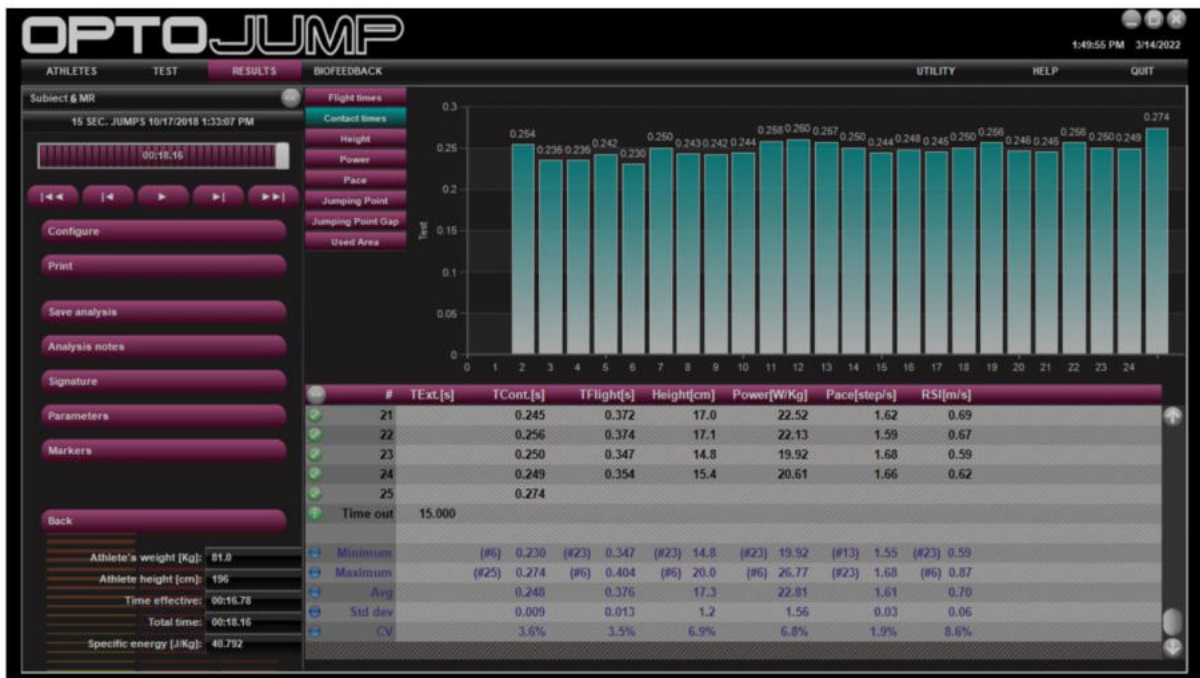 OPTOJUMP
1:49:55 PM 3/14/2022
ATHLETES TEST RESULTS BIOFEEDBACK UTILITY HELP QUIT
Subject & MR
15 SEC. JUMPS 10/17/2018 1:33:07 PM
00:18.16
Configure
Print
Save analysis
Analysis notes
Signature
Parameters
Markers
Back
Athlete's weight [Kg]: 81.0
Athlete height [cm]: 196
Time effective: 00:16.78
Total time: 00:18.16
Specific energy [J/Kg]: 40.792
Flight times
Contact times
Height
Power
Pace
Jumping Point
Jumping Point Gap
Used Area
Test
0.3
0.25
0.2
0.15
0.1
0.05
0
0.254 0.235 0.235 0.242 0.230 0.250 0.243 0.242 0.244 0.258 0.260 0.257 0.250 0.244 0.248 0.245 0.250 0.256 0.246 0.245 0.256 0.250 0.249 0.274
0 1 2 3 4 5 6 7 8 9 10 11 12 13 14 15 16 17 18 19 20 21 22 23 24
# TExt.[s] TCont.[s] TFlight[s] Height[cm] Power[W/Kg] Pace[step/s] RSI[m/s]
21 0.245 0.372 17.0 22.52 1.62 0.69
22 0.256 0.374 17.1 22.13 1.59 0.67
23 0.250 0.347 14.8 19.92 1.68 0.59
24 0.249 0.354 15.4 20.61 1.66 0.62
25 0.274
Time out 15.000
Minimum (#6) 0.230 (#23) 0.347 (#23) 14.8 (#23) 19.92 (#13) 1.55 (#23) 0.59
Maximum (#25) 0.274 (#6) 0.404 (#6) 20.0 (#6) 26.77 (#23) 1.68 (#6) 0.87
Avg 0.248 0.376 17.3 22.81 1.61 0.70
Std dev 0.009 0.013 1.2 1.56 0.03 0.06
CV 3.6% 3.5% 6.9% 6.8% 1.9% 8.6%